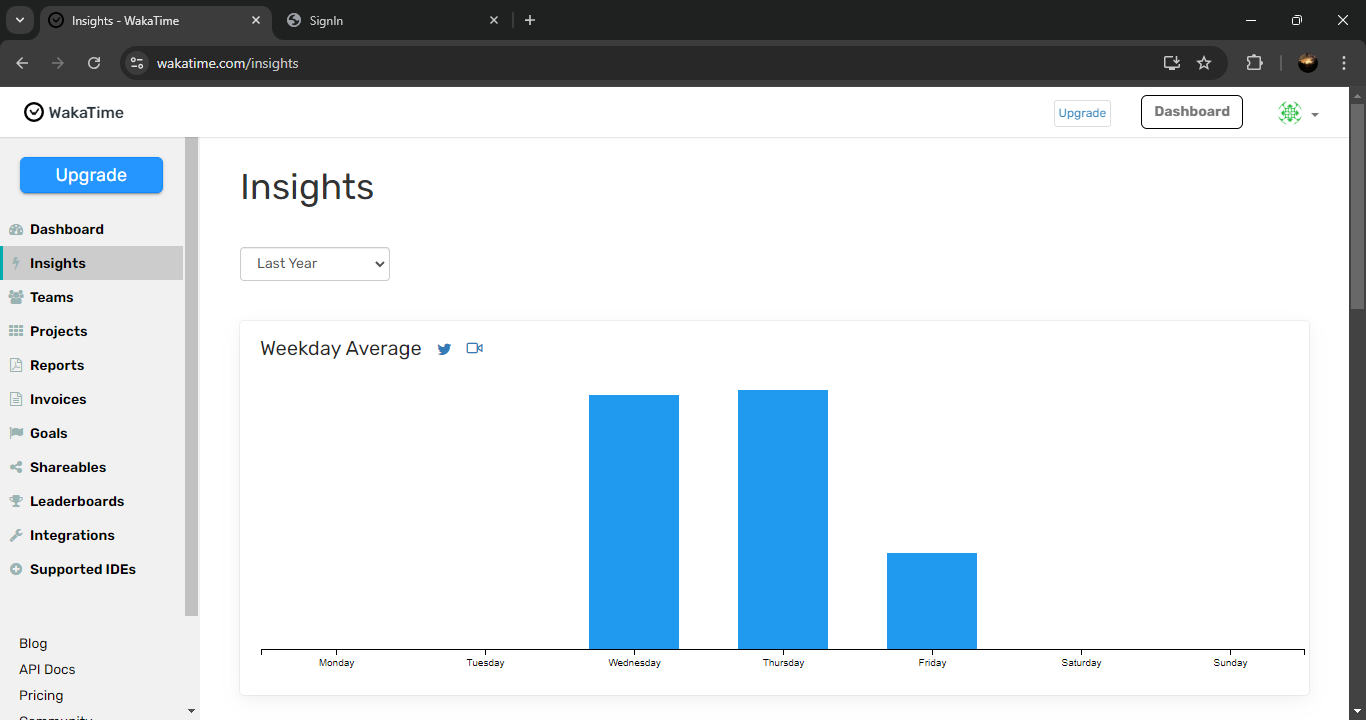 Insights - WakaTime
SignIn
wakatime.com/insights
WakaTime
Upgrade
Dashboard
Upgrade
Dashboard
Insights
Teams
Projects
Reports
Invoices
Goals
Shareables
Leaderboards
Integrations
Supported IDEs
Blog
API Docs
Pricing
Community
Insights
Last Year
Weekday Average
Monday Tuesday Wednesday Thursday Friday Saturday Sunday